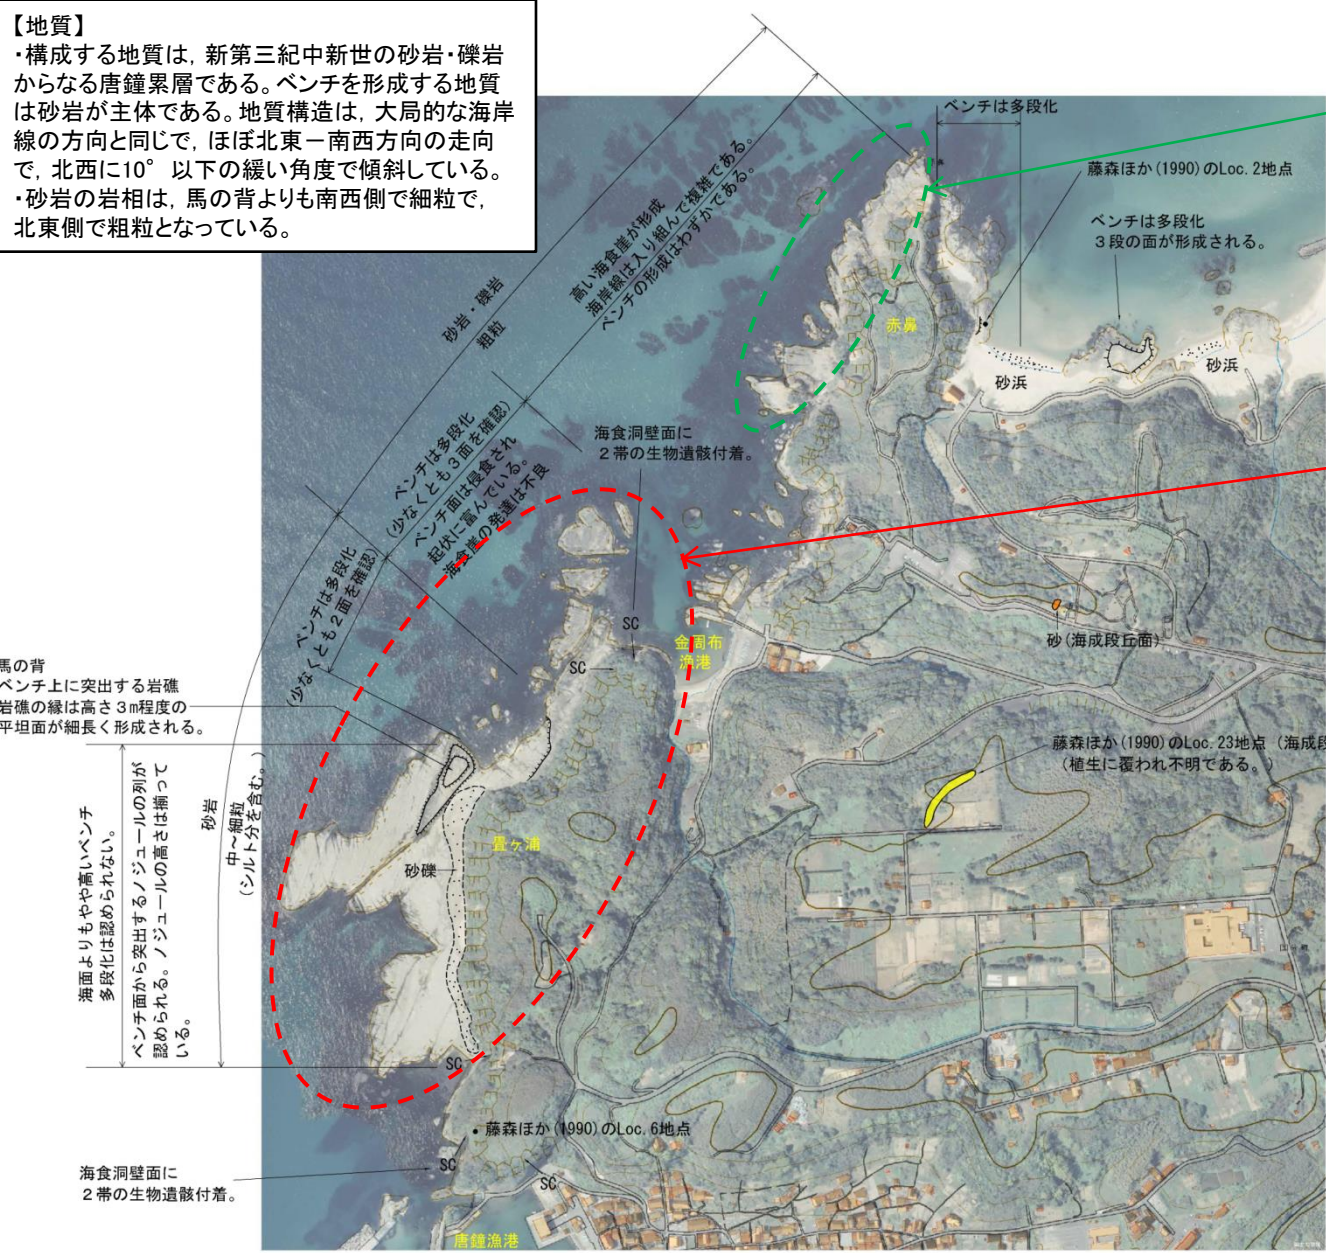 【地質】
・構成する地質は，新第三紀中新世の砂岩・礫岩
からなる唐鐘累層である。ベンチを形成する地質
は砂岩が主体である。地質構造は，大局的な海岸
線の方向と同じで，ほぼ北東－南西方向の走向
で，北西に10° 以下の緩い角度で傾斜している。
・砂岩の岩相は，馬の背よりも南西側で細粒で，
北東側で粗粒となっている。
ベンチは多段化
藤森ほか(1990)のLoc.2地点
ベンチは多段化
３段の面が形成される。
高い海食崖が形成
海岸線は入り組んで複雑である。
ベンチの形成はわずかである。
砂岩・礫岩
粗粒
赤鼻
砂浜
砂浜
ベンチは多段化
(少なくとも３面を確認)
ベンチ面は侵食され
起伏に富んでいる。
海食崖の発達は不良
海食洞壁面に
２帯の生物遺骸付着。
ベンチは多段化
(少なくとも２面を確認)
SC
SC
金周布
漁港
砂(海成段丘面)
馬の背
ベンチ上に突出する岩礁
岩礁の縁は高さ３m程度の
平坦面が細長く形成される。
藤森ほか(1990)のLoc.23地点（海成段
（植生に覆われ不明である。）
海面よりもやや高いベンチ
多段化は認められない。
ベンチ面から突出するノジュールの列が
認められる。ノジュールの高さは揃って
いる。
砂岩
中～細粒
(シルト分を含む。)
畳ヶ浦
砂礫
SC
藤森ほか(1990)のLoc.6地点
SC
SC
海食洞壁面に
２帯の生物遺骸付着。
唐鐘漁港